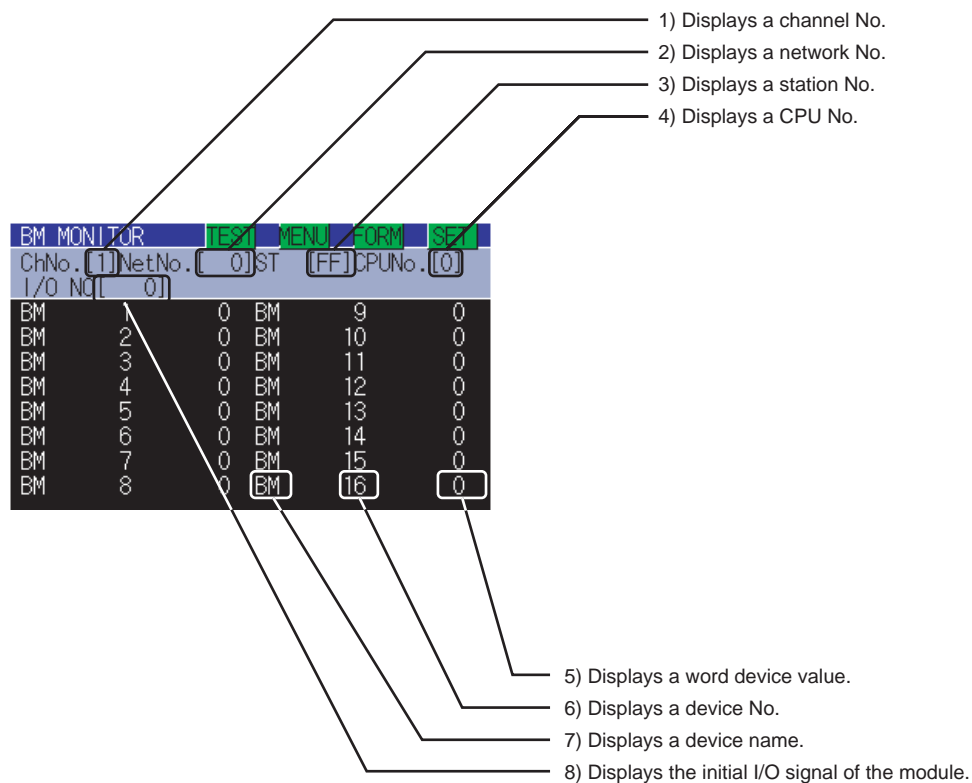 1) Displays a channel No.
2) Displays a network No.
3) Displays a station No.
4) Displays a CPU No.
BM MONITOR TEST MENU FORM SET
ChNo.[1]NetNo.[ 0]ST [FF]CPUNo.[0]
I/O NO[ 0]
BM 1 0 BM 9 0
BM 2 0 BM 10 0
BM 3 0 BM 11 0
BM 4 0 BM 12 0
BM 5 0 BM 13 0
BM 6 0 BM 14 0
BM 7 0 BM 15 0
BM 8 0 BM 16 0
5) Displays a word device value.
6) Displays a device No.
7) Displays a device name.
8) Displays the initial I/O signal of the module.